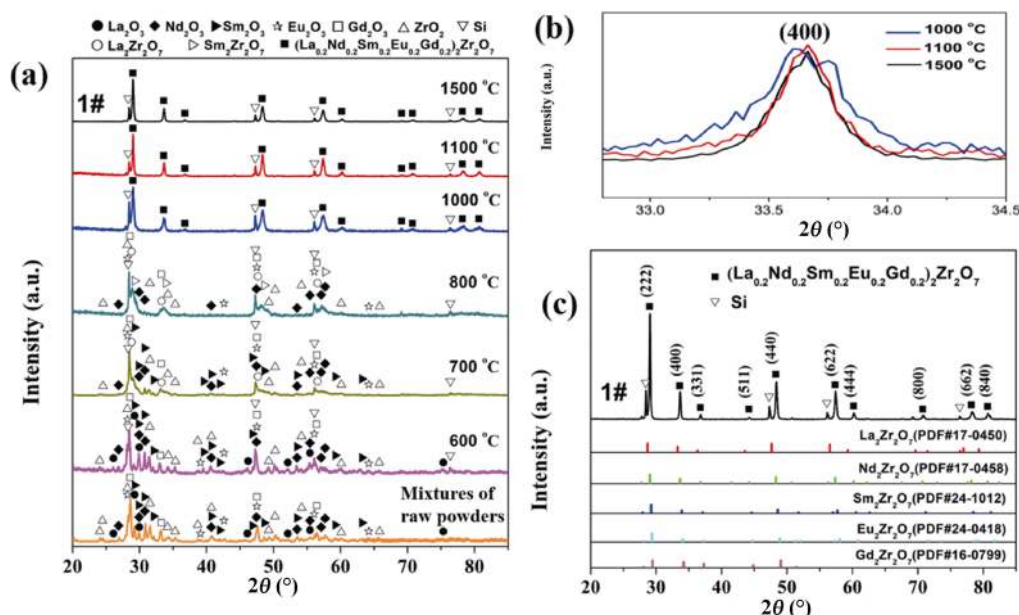 ● La₂O₃ ◆ Nd₂O₃ ▶ Sm₂O₃ ☆ Eu₂O₃ □ Gd₂O₃ △ ZrO₂ ▽ Si
○ La₂Zr₂O₇ ▷ Sm₂Zr₂O₇ ■ (La₀.₂Nd₀.₂Sm₀.₂Eu₀.₂Gd₀.₂)₂Zr₂O₇
(a)
1#
1500 °C
1100 °C
1000 °C
800 °C
700 °C
600 °C
Mixtures of
raw powders
Intensity (a.u.)
20 30 40 50 60 70 80
2θ (°)
(b)
(400)
1000 °C
1100 °C
1500 °C
Intensity (a.u.)
33.0 33.5 34.0 34.5
2θ (°)
(c)
■ (La₀.₂Nd₀.₂Sm₀.₂Eu₀.₂Gd₀.₂)₂Zr₂O₇
▽ Si
1#
(222)
(400)
(331)
(511)
(440)
(622)
(444)
(800)
(662)
(840)
La₂Zr₂O₇(PDF#17-0450)
Nd₂Zr₂O₇(PDF#17-0458)
Sm₂Zr₂O₇(PDF#24-1012)
Eu₂Zr₂O₇(PDF#24-0418)
Gd₂Zr₂O₇(PDF#16-0799)
Intensity (a.u.)
20 30 40 50 60 70 80
2θ (°)